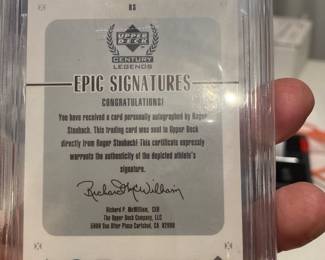 RS
UPPER DECK
CENTURY
LEGENDS
EPIC SIGNATURES
CONGRATULATIONS!
You have received a card personally autographed by Roger
Staubach. This trading card was sent to Upper Deck
directly from Roger Staubach! This certificate expressly
warrants the authenticity of the depicted athlete's
signature.
Richard P. McWilliam
Richard P. McWilliam, CEO
The Upper Deck Company, LLC
5909 Sea Otter Place Carlsbad, CA 92008